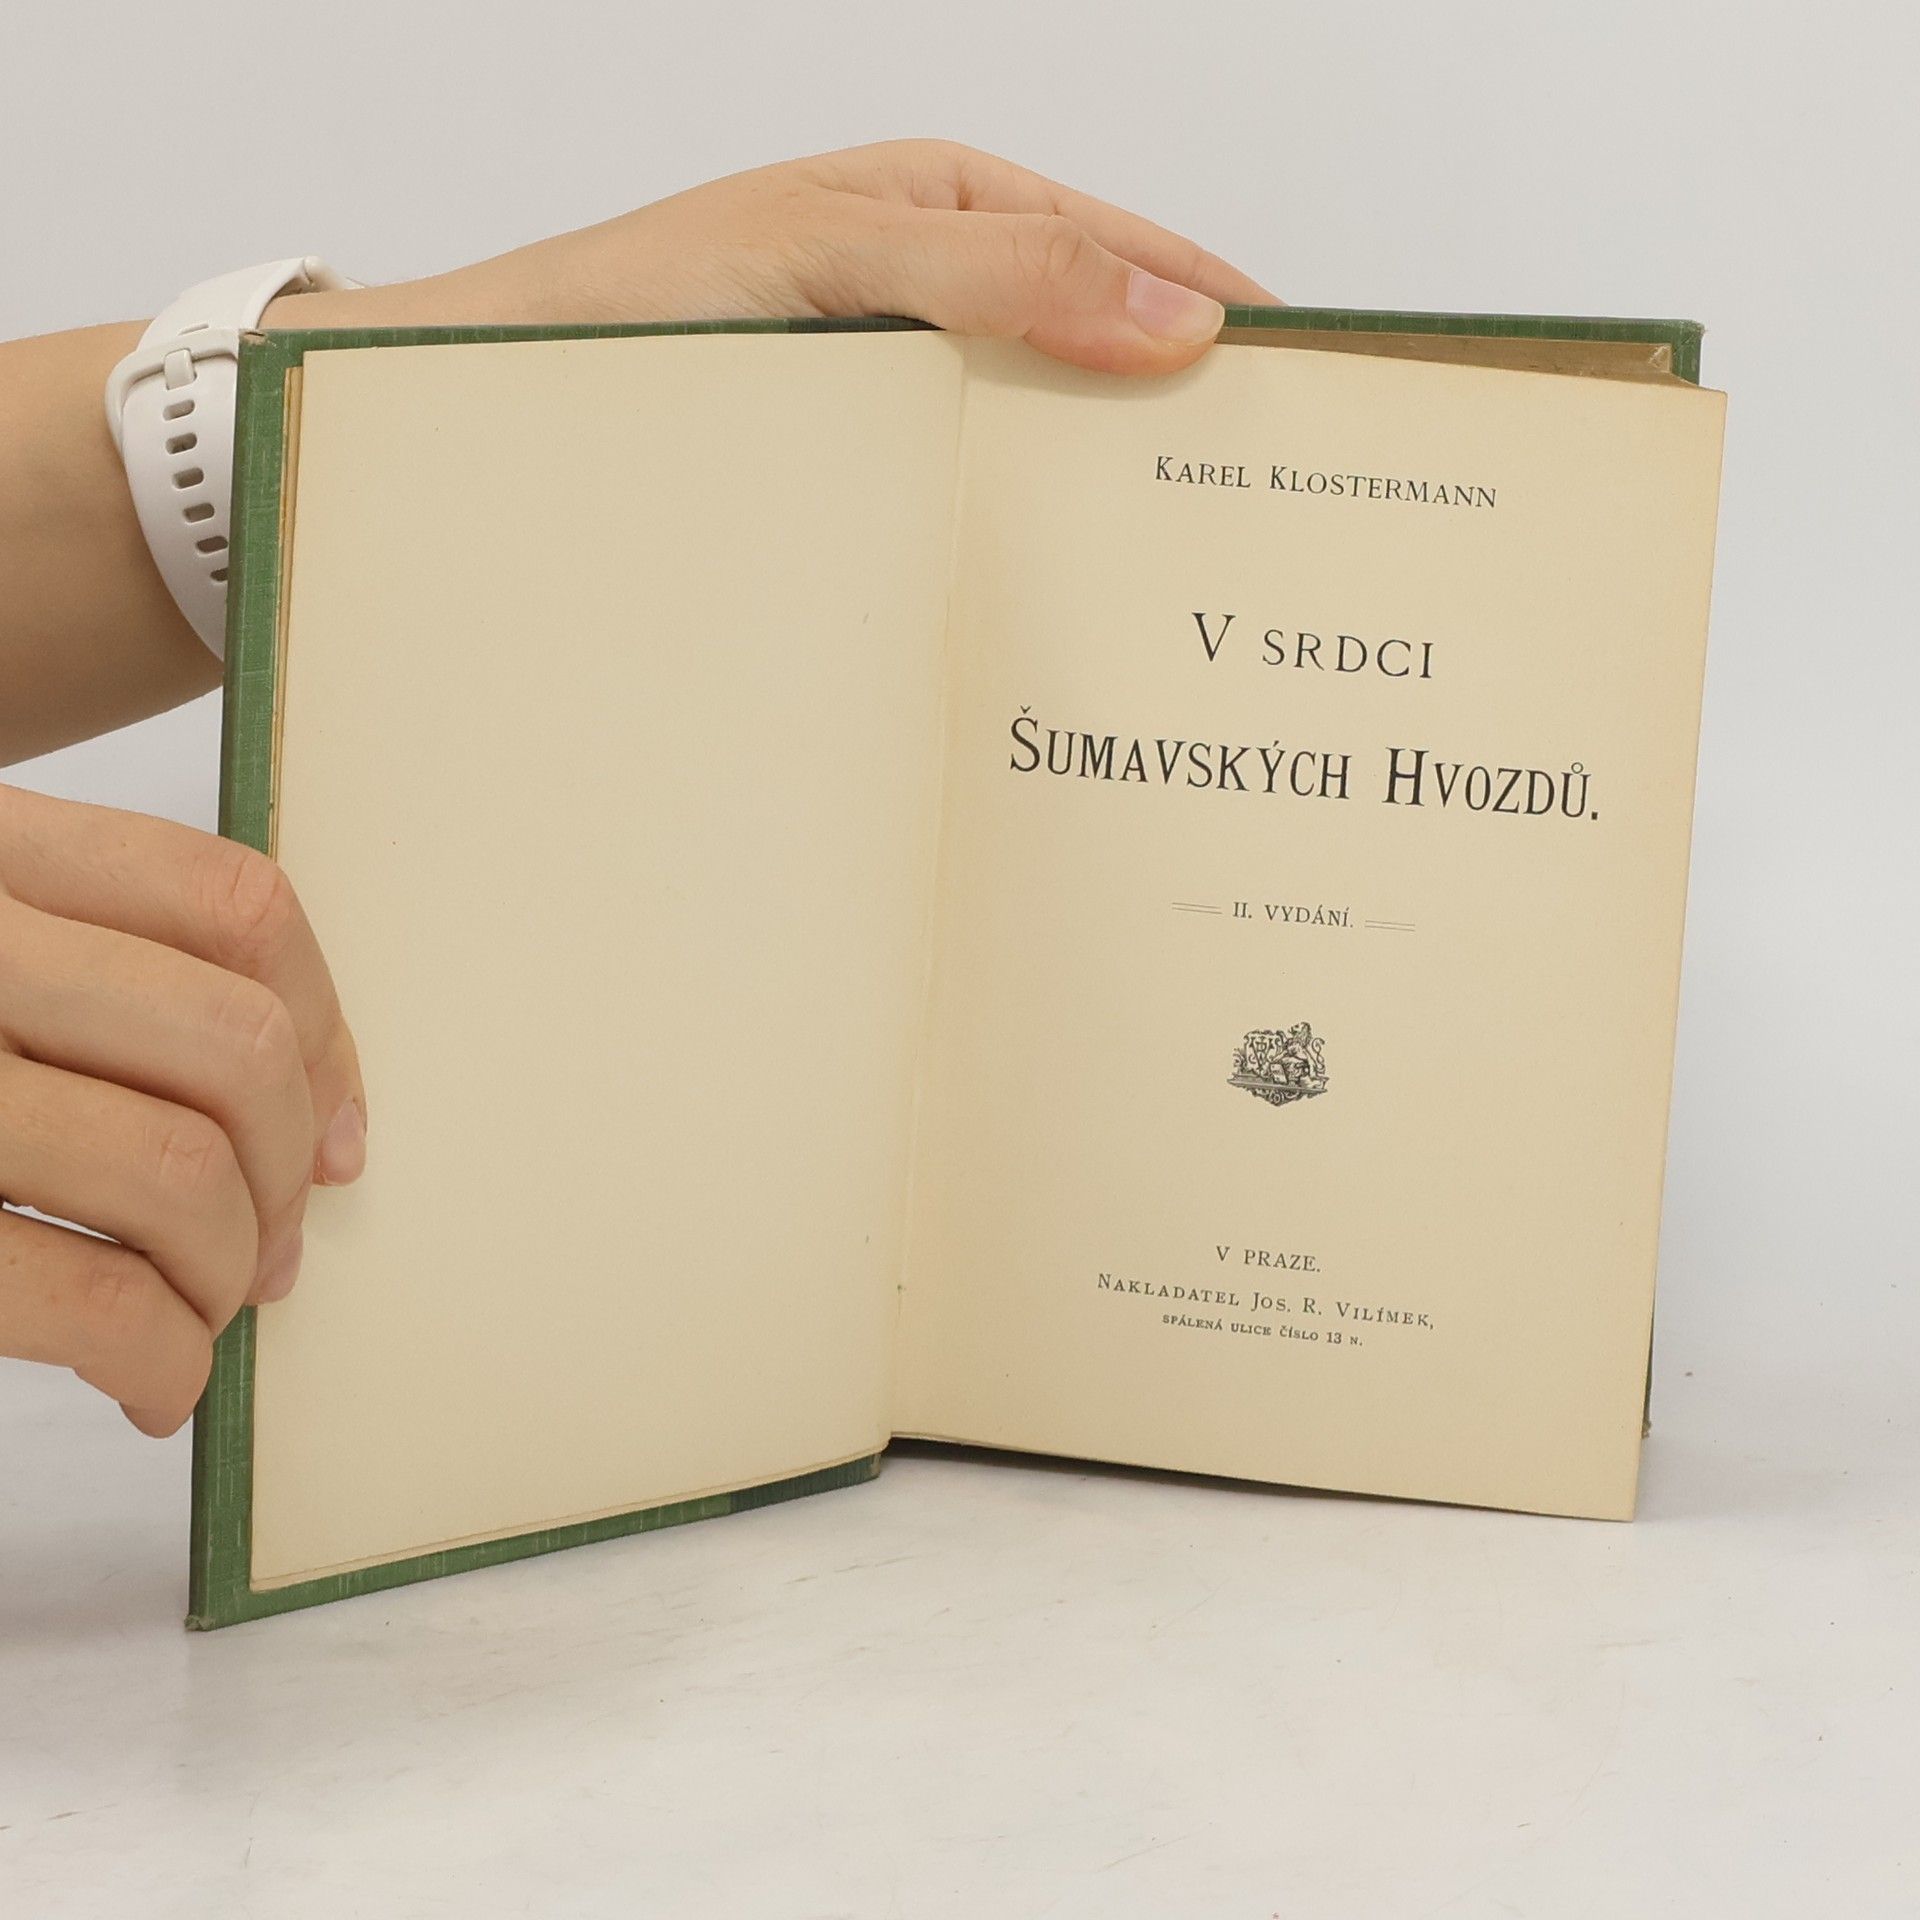 KAREL KLOSTERMANN
V SRDCI
ŠUMAVSKÝCH HVOZDŮ.
II. VYDÁNÍ.
V PRAZE.
NAKLADATEL JOS. R. VILÍMEK,
SPÁLENÁ ULICE ČÍSLO 13 N.